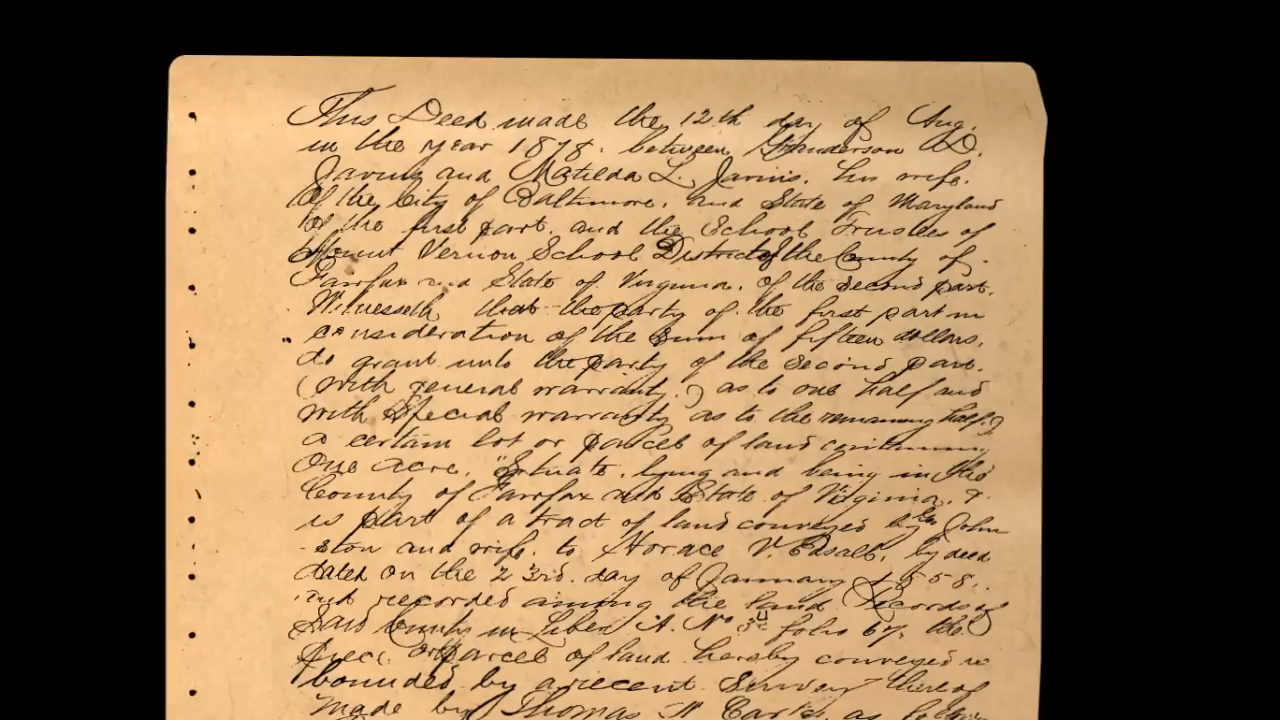 This Deed made the 12th day of Aug.
in the year 1878. between Granderson
and Matilda L. Jarvis. his wife.
Of the City of Baltimore. and State of Maryland
Of the first part. and the School Trustees of
Mount Vernon School District of the County of
Fairfax and State of Virginia. of the Second part.
Witnesseth that the party of the first part in
consideration of the Sum of fifteen dollars.
do grant unto the party of the Second part.
(with general warranty.) as to one half and
with Special warranty as to the remaining half.)
a certain lot or parcel of land containing
One acre. Situate. lying and being in the
County of Fairfax and State of Virginia. &
is part of a tract of land conveyed by John
ston and wife. to Horace V. by deed
dated on the 23rd. day of January 1858.
and recorded among the land Records of
Said County in Liber A. No folio 67. the
piece or parcel of land hereby conveyed is
bounded by a recent Survey thereof
made by Thomas W. as